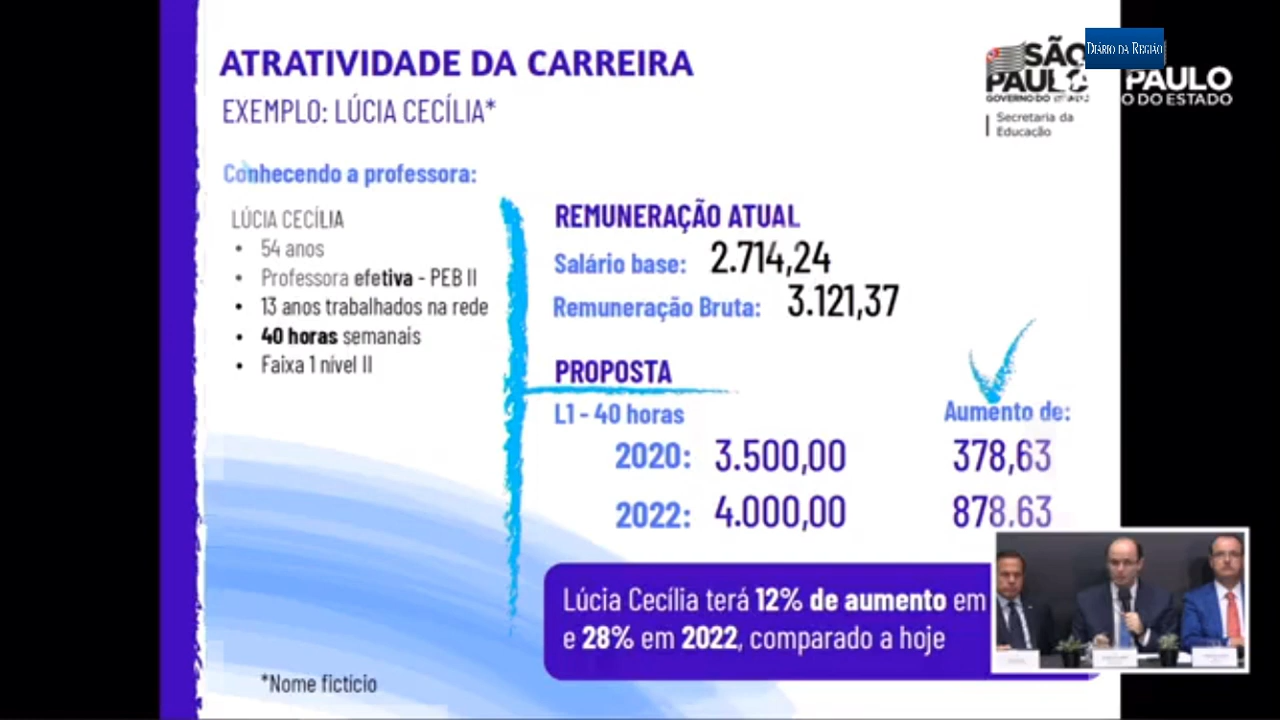 ATRATIVIDADE DA CARREIRA
EXEMPLO: LÚCIA CECÍLIA*
SÃO
PAULO
GOVERNO DO ESTADO
Secretaria da
Educação
DIÁRIO DA REGIÃO
PAULO
O DO ESTADO
Conhecendo a professora:
LÚCIA CECÍLIA
• 54 anos
• Professora efetiva - PEB II
• 13 anos trabalhados na rede
• 40 horas semanais
• Faixa 1 nível II
REMUNERAÇÃO ATUAL
Salário base: 2.714,24
Remuneração Bruta: 3.121,37
PROPOSTA
L1 - 40 horas
Aumento de:
2020: 3.500,00 378,63
2022: 4.000,00 878,63
Lúcia Cecília terá 12% de aumento em
e 28% em 2022, comparado a hoje
*Nome fictício